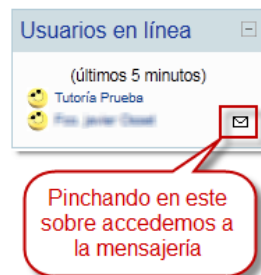 Usuarios en línea
(últimos 5 minutos)
Tutoría Prueba
Pinchando en este
sobre accedemos a
la mensajería